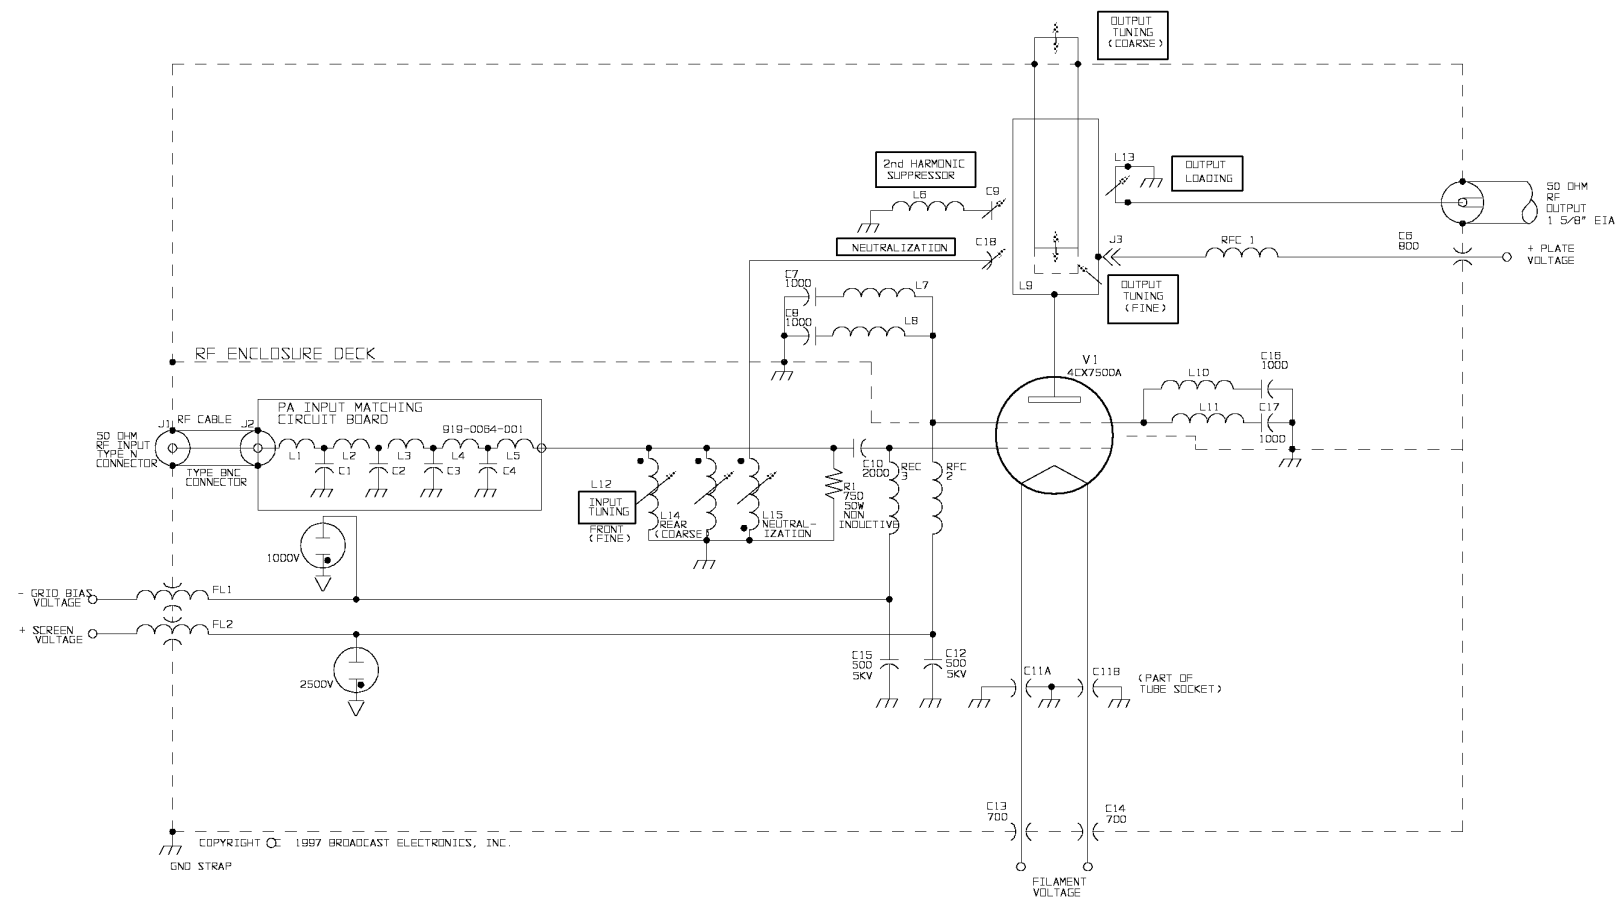 OUTPUT
TUNING
(COARSE)
2nd HARMONIC
SUPPRESSOR
L6
C9
L13
OUTPUT
LOADING
50 OHM
RF
OUTPUT
1 5/8" EIA
NEUTRALIZATION
C18
J3
RFC 1
C6
800
+ PLATE
VOLTAGE
C7
1000
L7
L9
OUTPUT
TUNING
(FINE)
C8
1000
L8
RF ENCLOSURE DECK
V1
4CX7500A
L10
C16
1000
L11
C17
1000
J1
RF CABLE
J2
PA INPUT MATCHING
CIRCUIT BOARD
919-0064-001
50 OHM
RF INPUT
TYPE N
CONNECTOR
L1
L2
L3
L4
L5
C1
C2
C3
C4
TYPE BNC
CONNECTOR
C10
2000
REC
3
RFC
2
L12
INPUT
TUNING
FRONT
(FINE)
L14
REAR
(COARSE)
L15
NEUTRAL-
IZATION
R1
750
50W
NON
INDUCTIVE
1000V
- GRID BIAS
VOLTAGE
FL1
+ SCREEN
VOLTAGE
FL2
2500V
C15
500
5KV
C12
500
5KV
C11A
C11B
(PART OF
TUBE SOCKET)
C13
700
C14
700
COPYRIGHT © 1997 BROADCAST ELECTRONICS, INC.
GND STRAP
FILAMENT
VOLTAGE